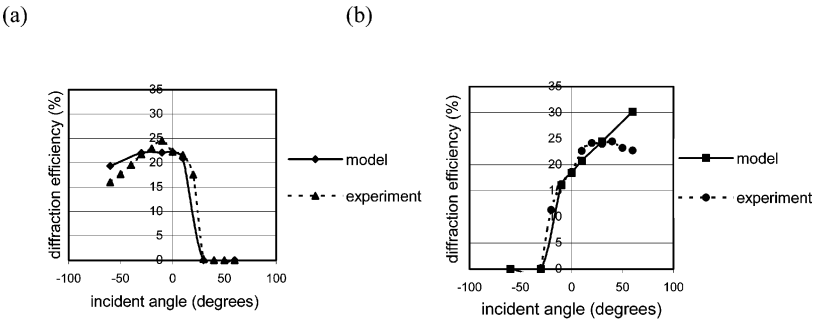 (a)
diffraction efficiency (%)
35
30
25
20
15
10
5
0
-100 -50 0 50 100
incident angle (degrees)
model
experiment
(b)
diffraction efficiency (%)
35
30
25
20
15
10
5
0
-100 -50 0 50 100
incident angle (degrees)
model
experiment